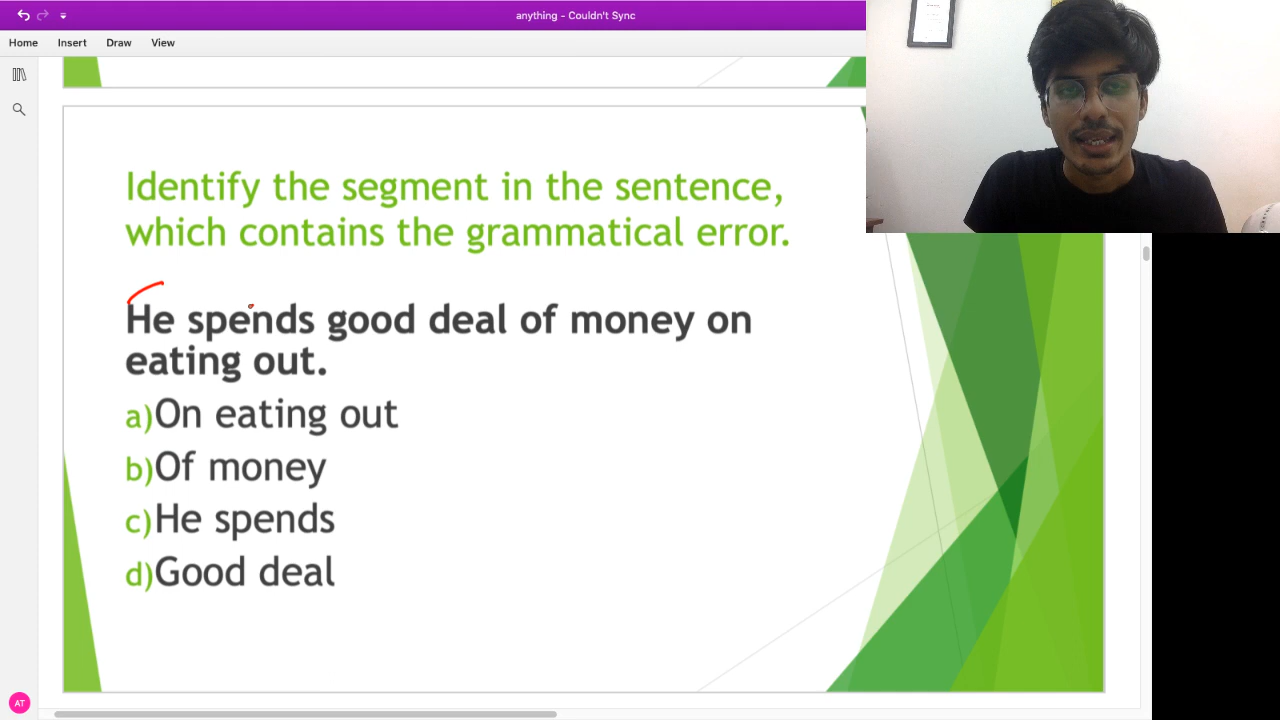 anything - Couldn't Sync
Home Insert Draw View
Identify the segment in the sentence,
which contains the grammatical error.
He spends good deal of money on
eating out.
a)On eating out
b)Of money
c)He spends
d)Good deal
AT